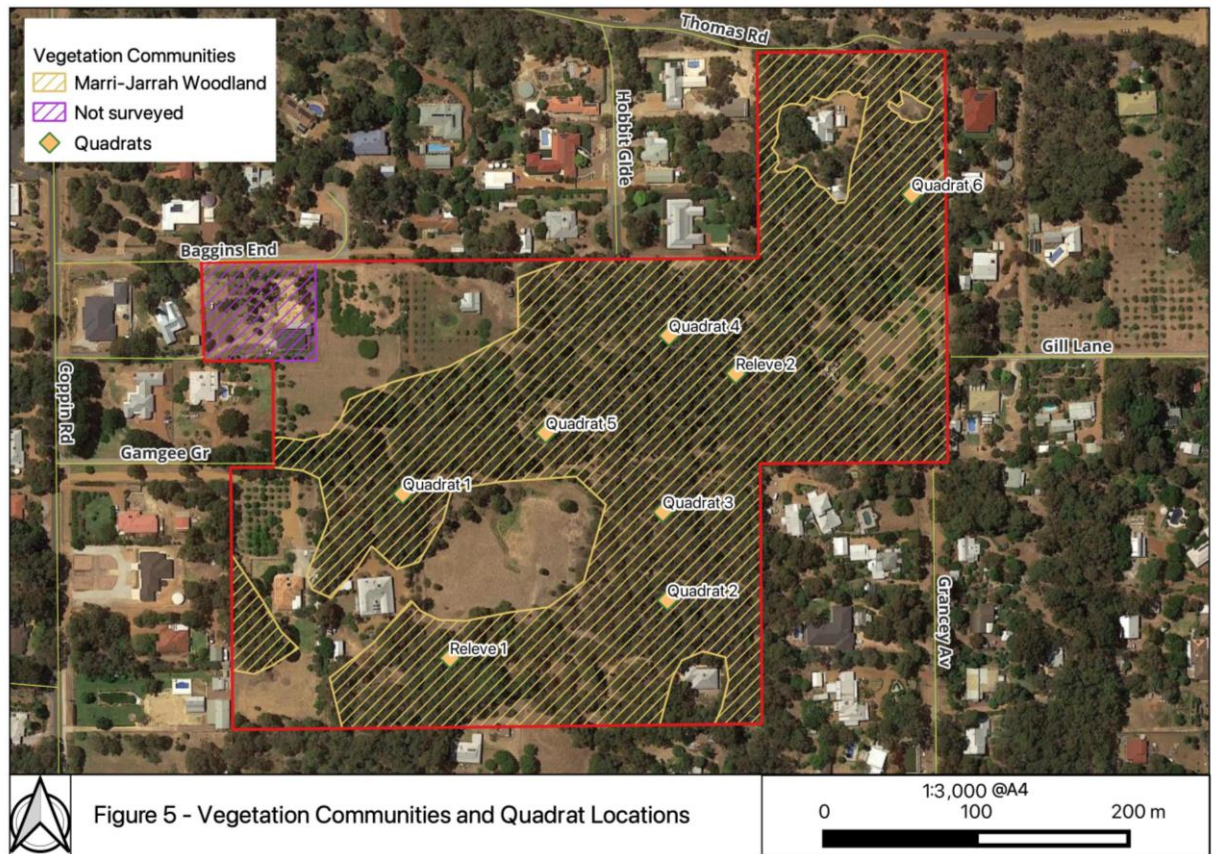 Vegetation Communities
Marri-Jarrah Woodland
Not surveyed
Quadrats
Thomas Rd
Hobbit Glde
Quadrat 6
Baggins End
Quadrat 4
Gill Lane
Releve 2
Coppin Rd
Quadrat 5
Gamgee Gr
Quadrat 1
Quadrat 3
Quadrat 2
Grancey Av
Releve 1
Figure 5 - Vegetation Communities and Quadrat Locations
1:3,000 @A4
0 100 200 m